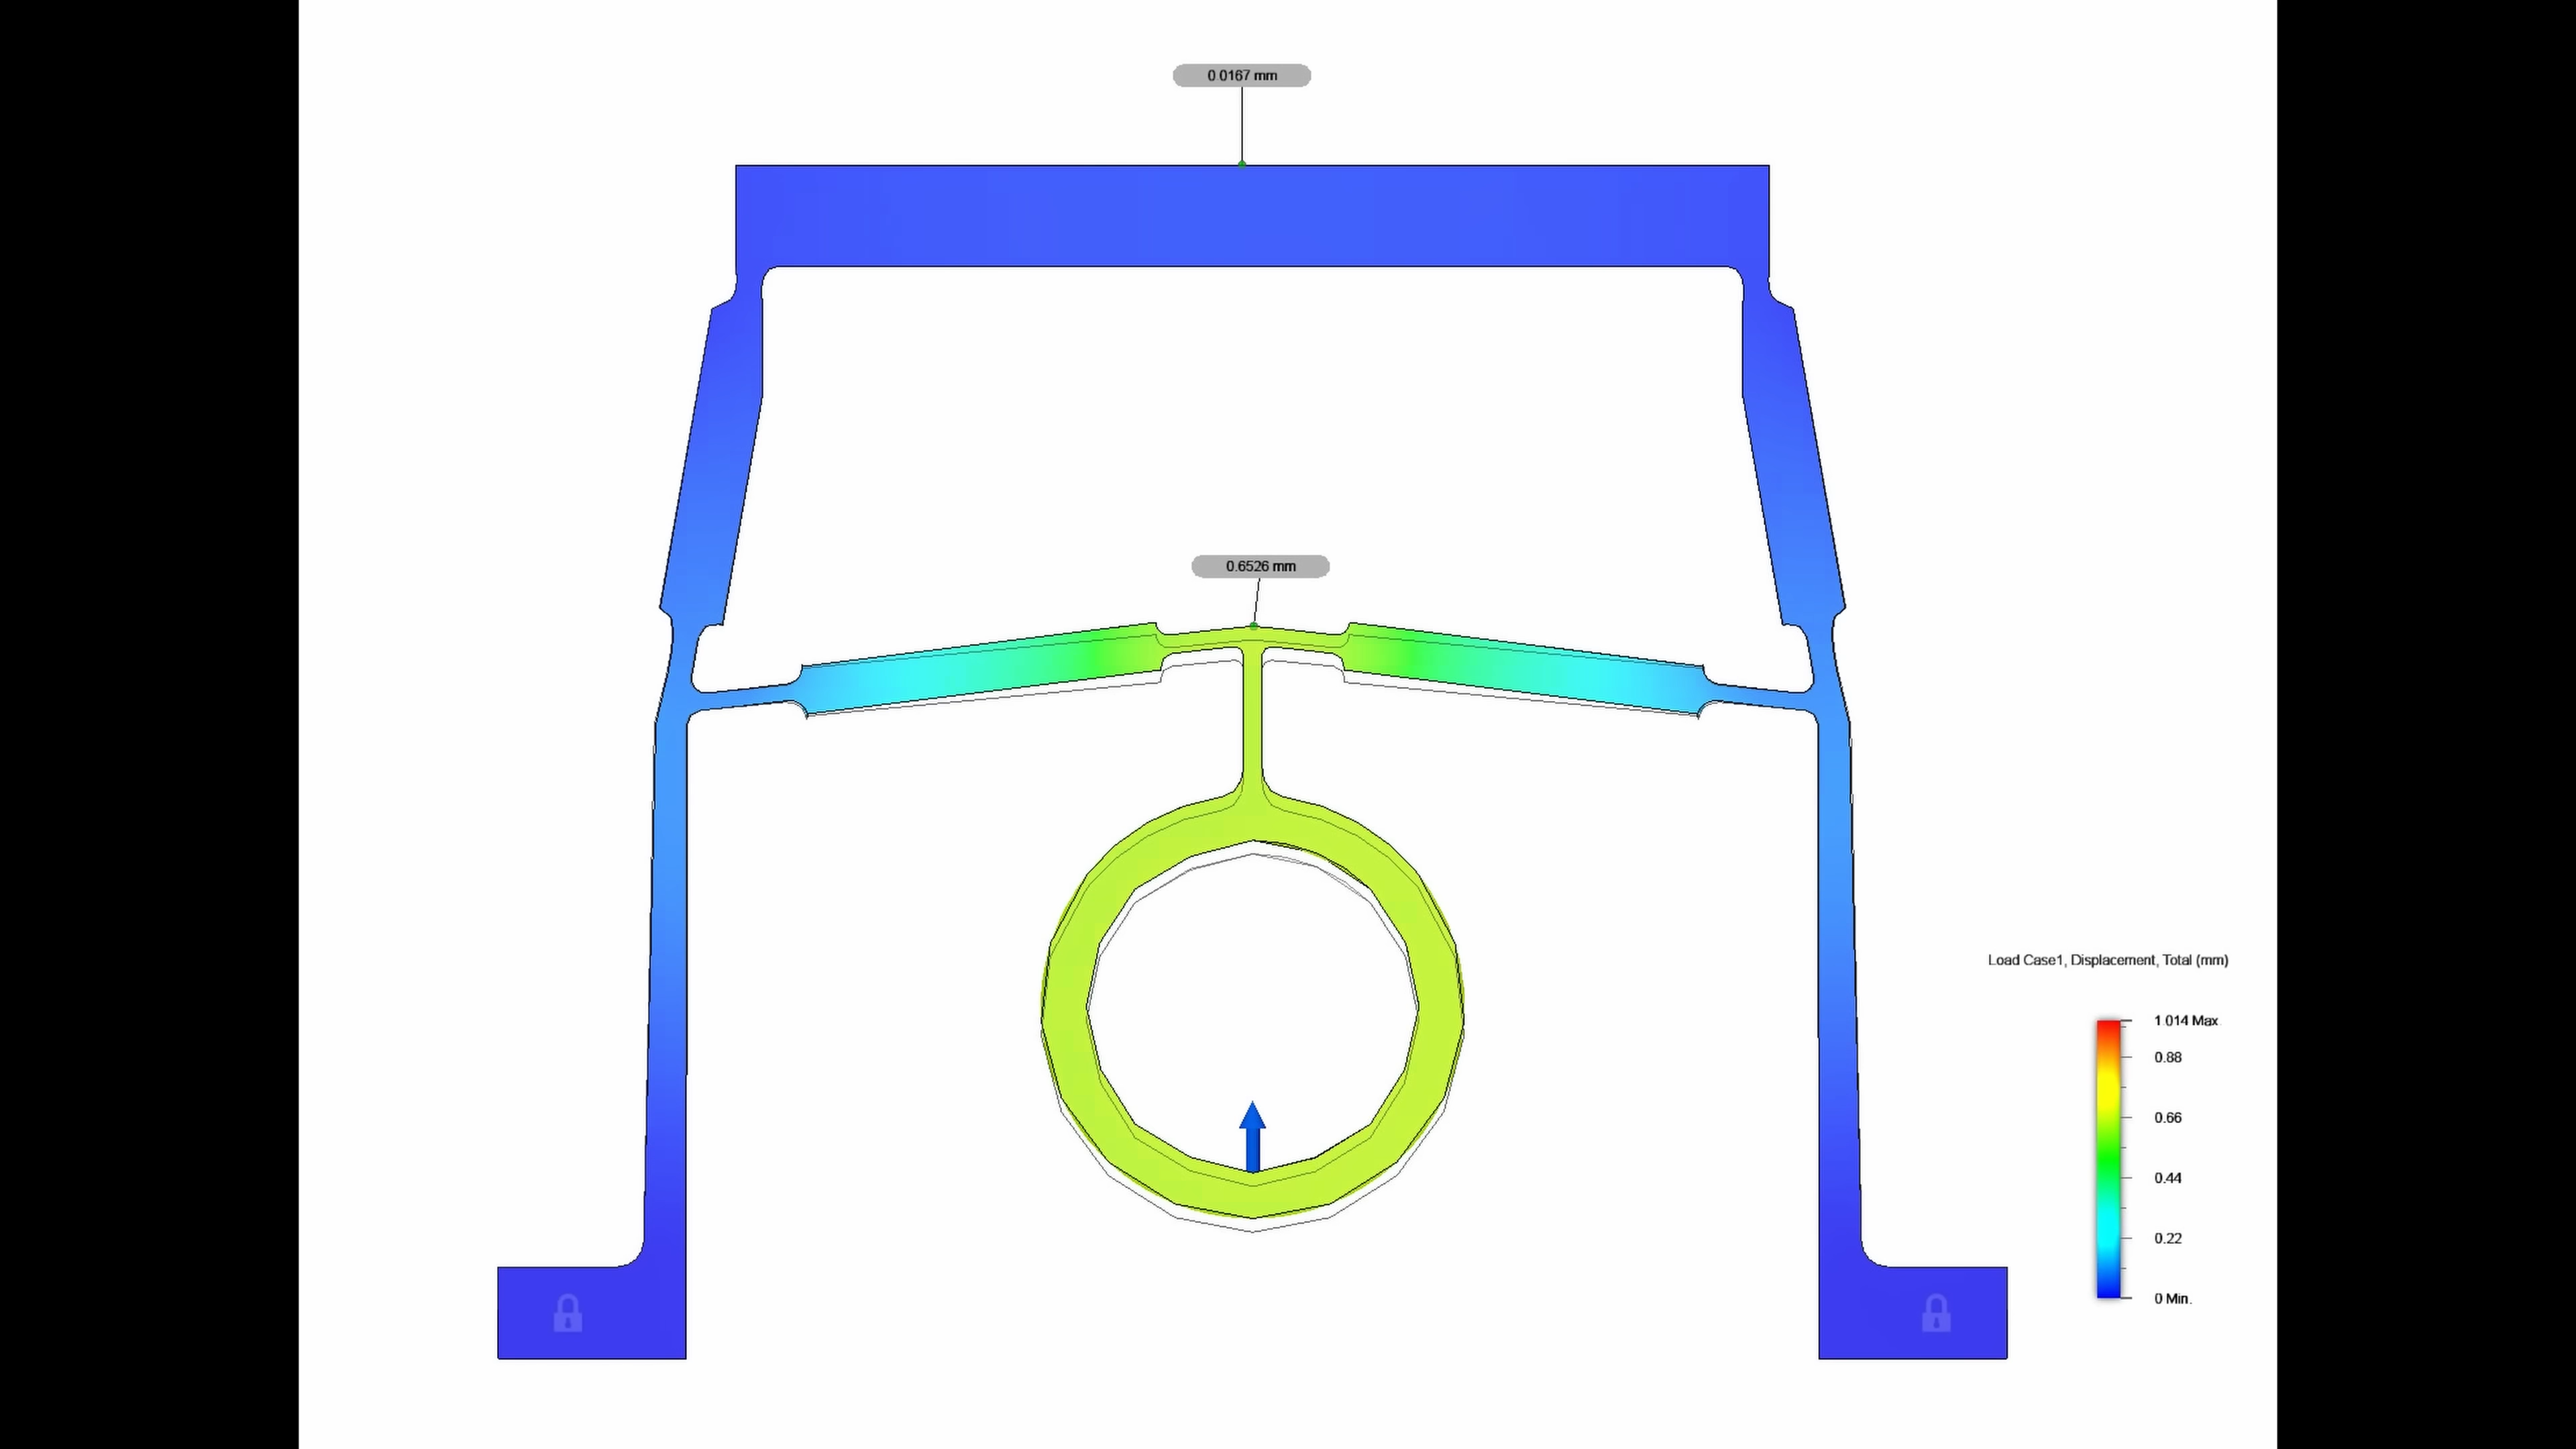 0.0167 mm
0.6526 mm
Load Case1, Displacement, Total (mm)
1.014 Max.
0.88
0.66
0.44
0.22
0 Min.